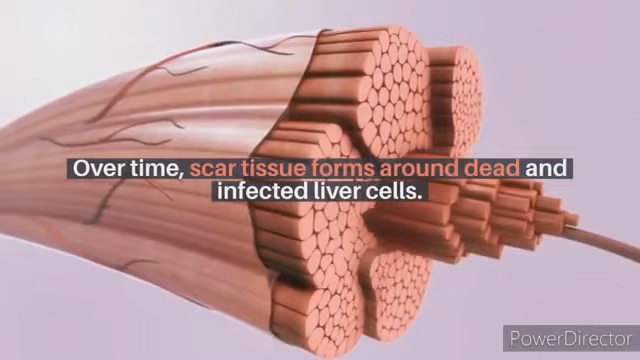 Over time, scar tissue forms around dead and
infected liver cells.
PowerDirector